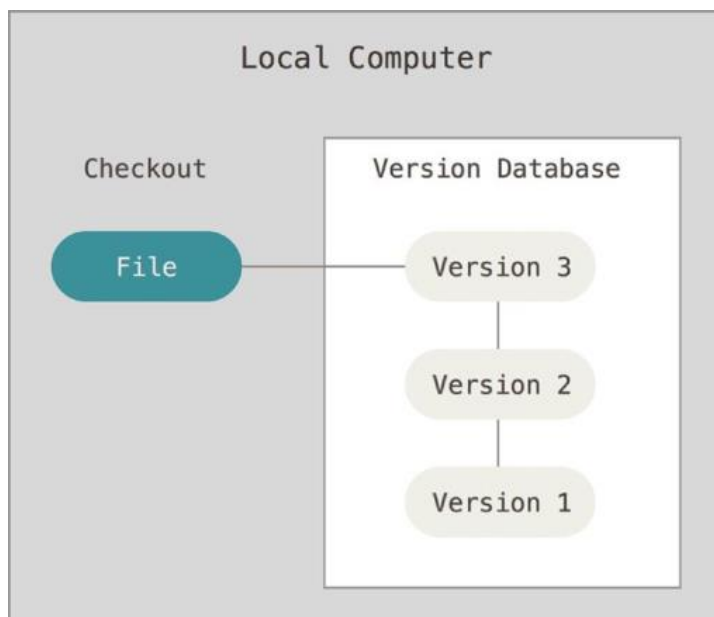 Local Computer
Checkout
Version Database
File
Version 3
Version 2
Version 1